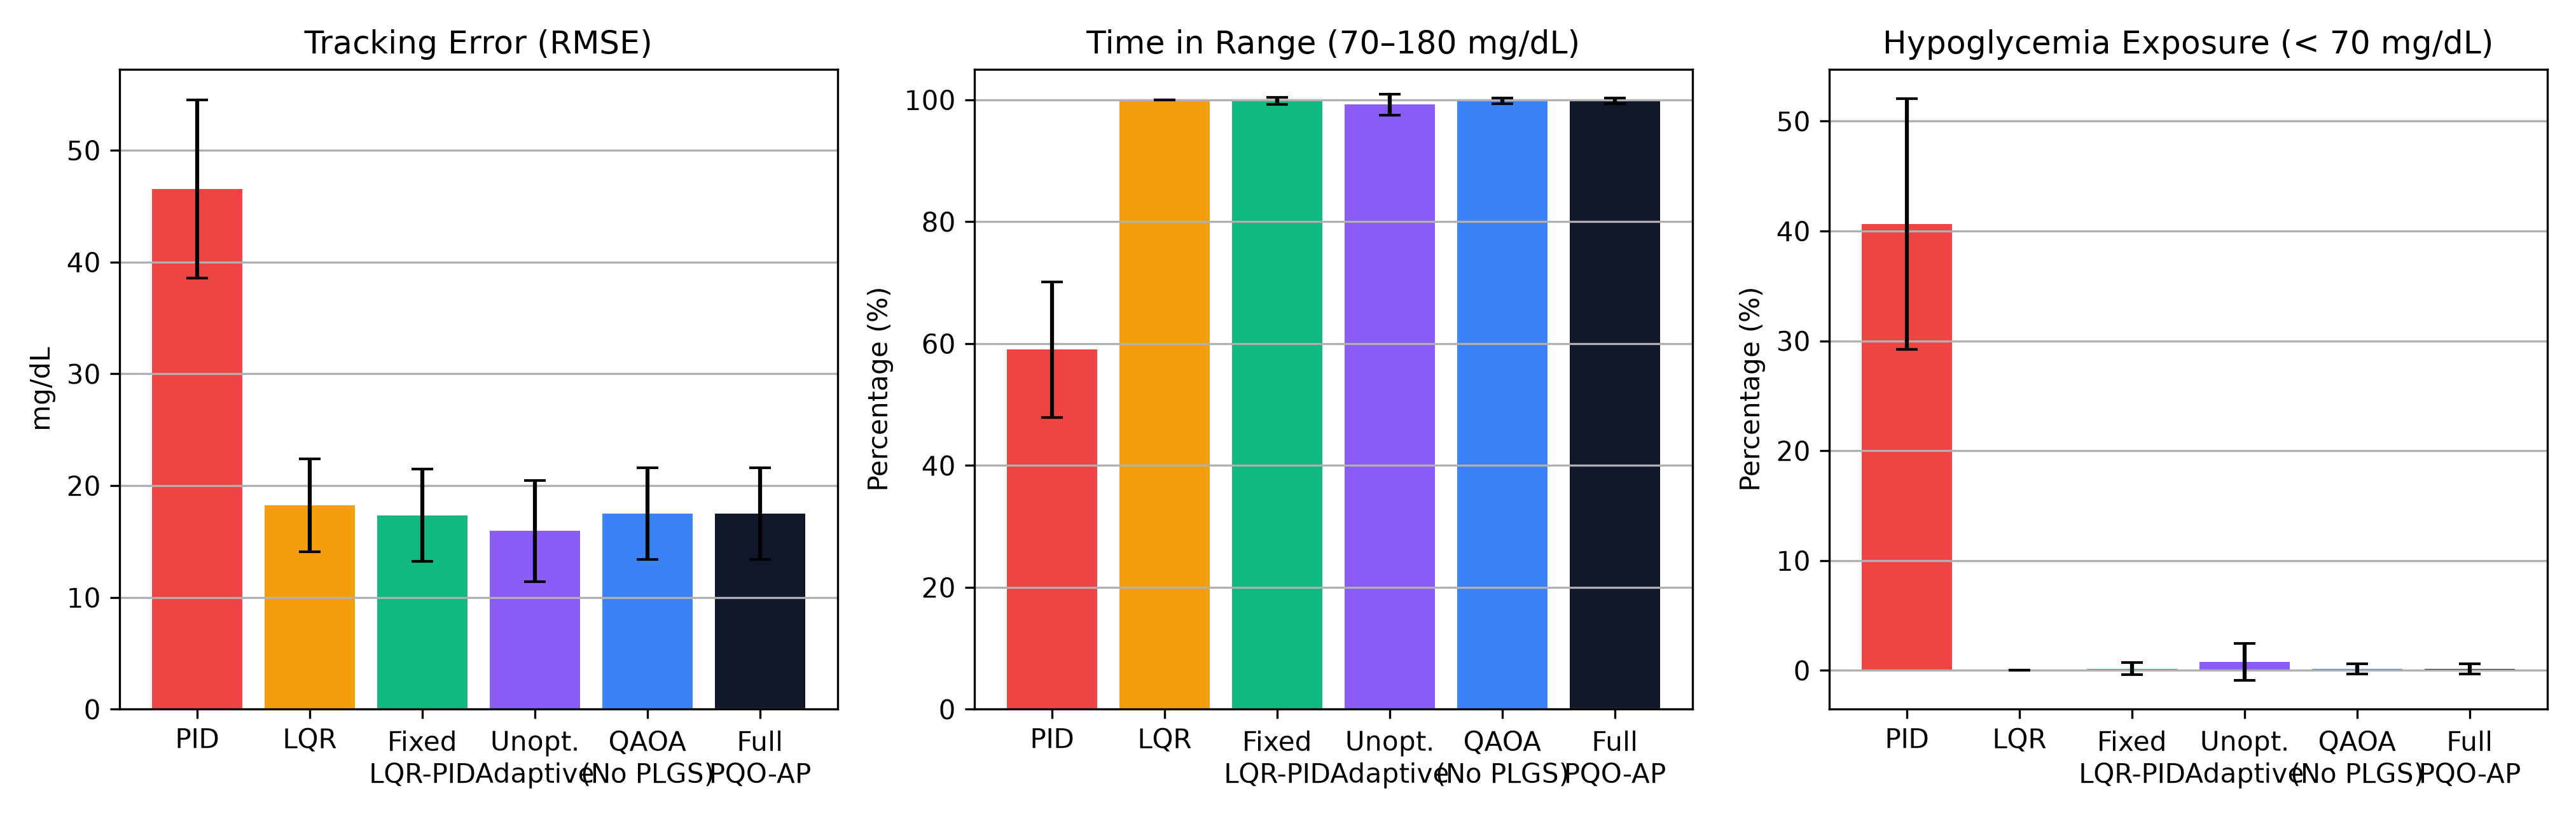 Tracking Error (RMSE)
mg/dL
50
40
30
20
10
0
PID
LQR
Fixed
LQR-PID
Unopt.
Adaptive
QAOA
(No PLGS)
Full
PQO-AP
Time in Range (70–180 mg/dL)
Percentage (%)
100
80
60
40
20
0
PID
LQR
Fixed
LQR-PID
Unopt.
Adaptive
QAOA
(No PLGS)
Full
PQO-AP
Hypoglycemia Exposure (< 70 mg/dL)
Percentage (%)
50
40
30
20
10
0
PID
LQR
Fixed
LQR-PID
Unopt.
Adaptive
QAOA
(No PLGS)
Full
PQO-AP